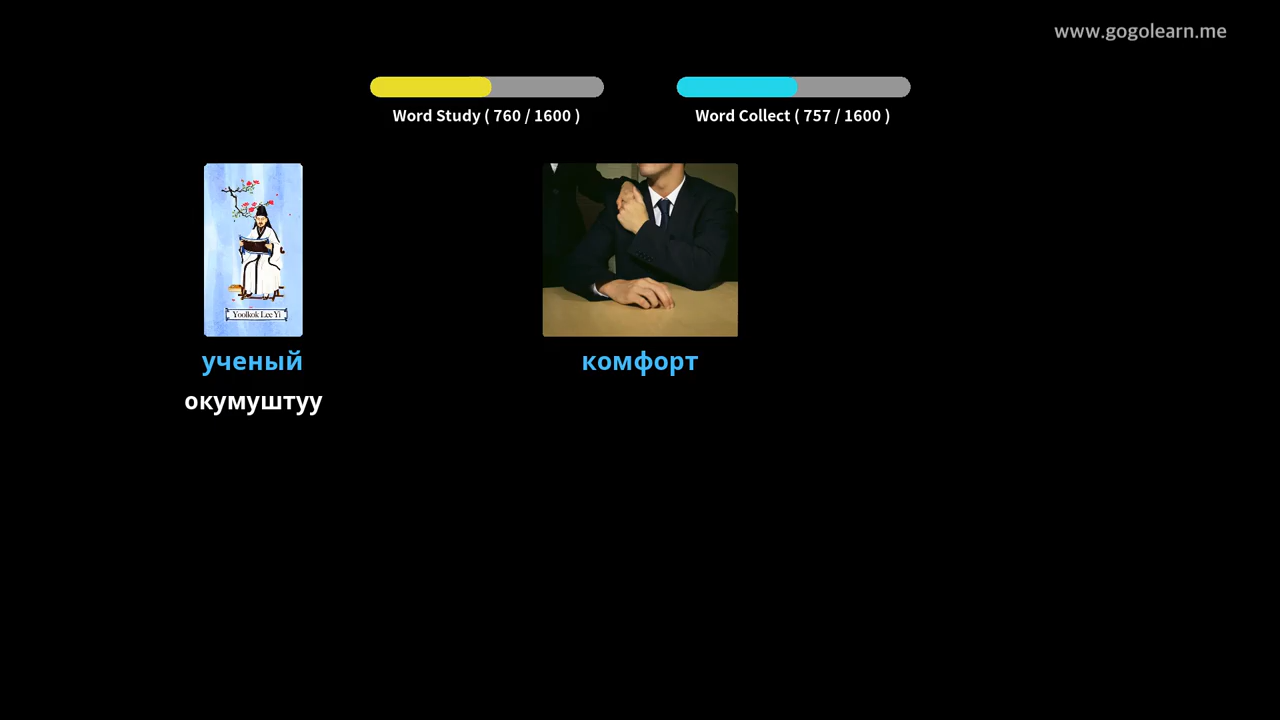 www.gogolearn.me
Word Study ( 760 / 1600 )
Word Collect ( 757 / 1600 )
Yoolkok Lee Yi
ученый
комфорт
окумуштуу